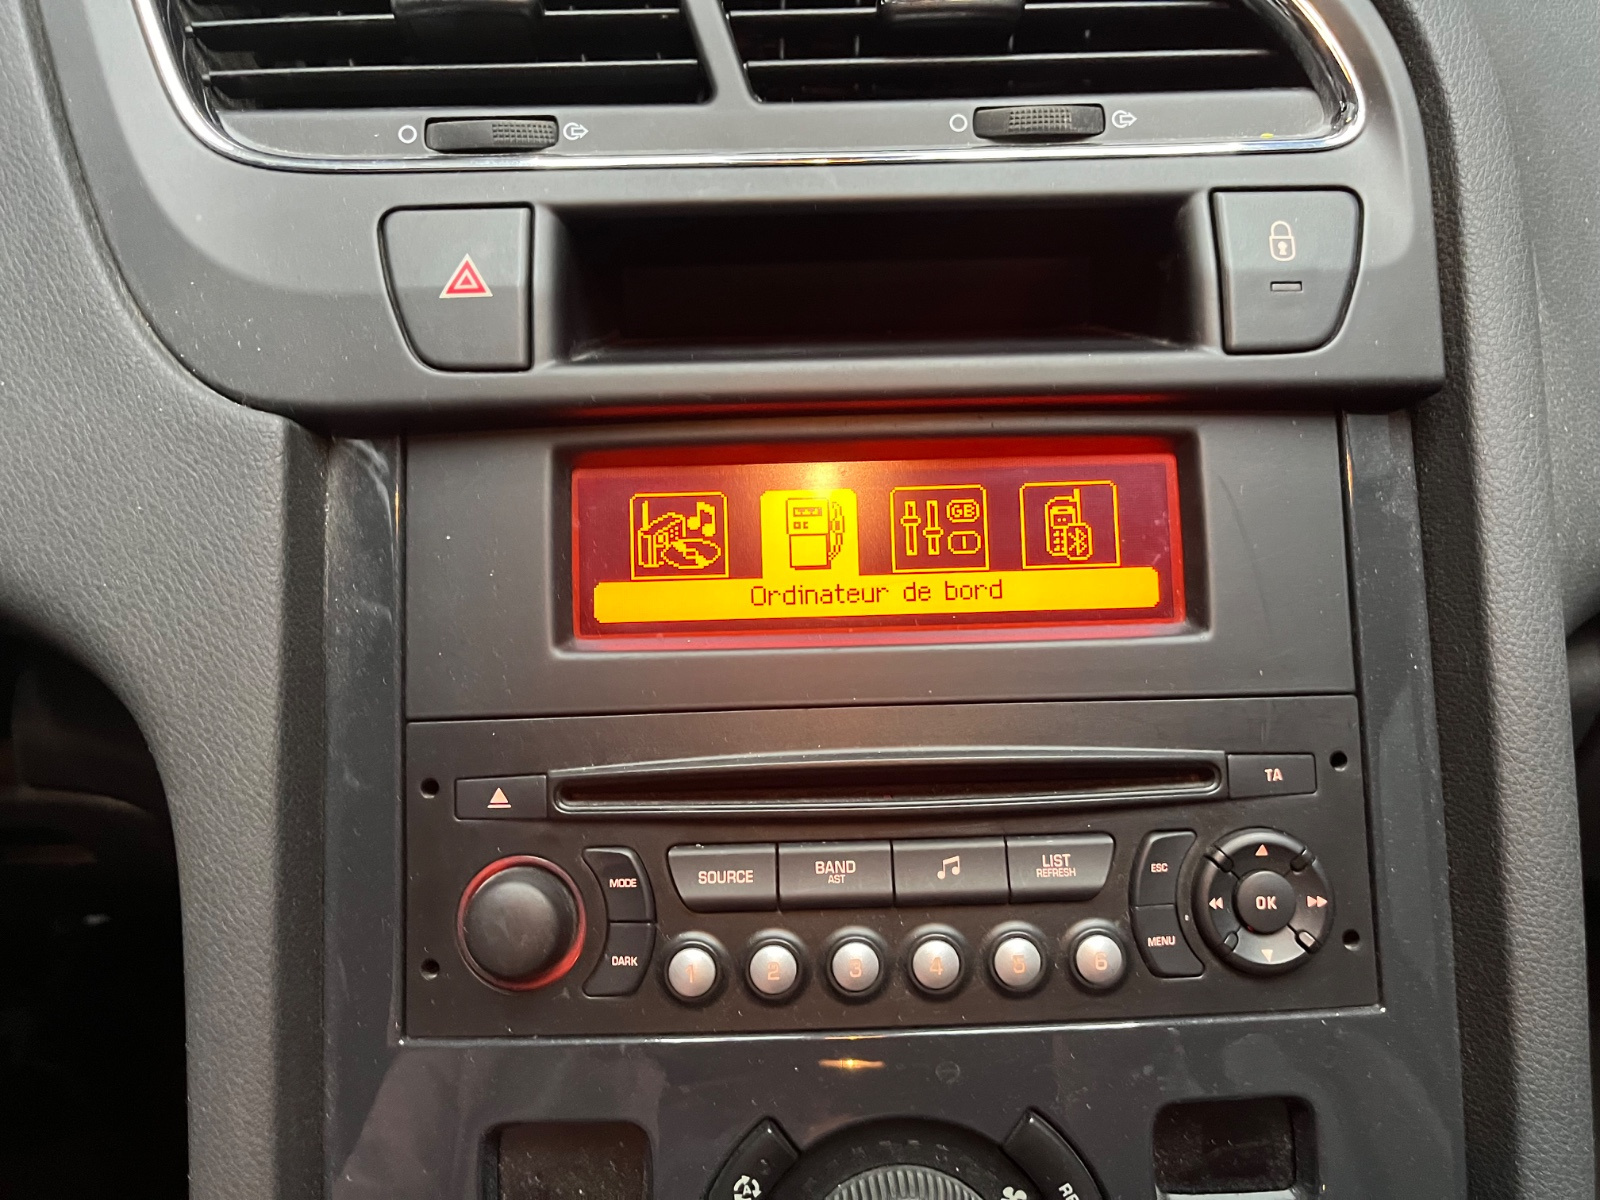 GB
Ordinateur de bord
TA
SOURCE
BAND
AST
LIST
REFRESH
MODE
DARK
ESC
MENU
OK
1 2 3 4 5 6
A